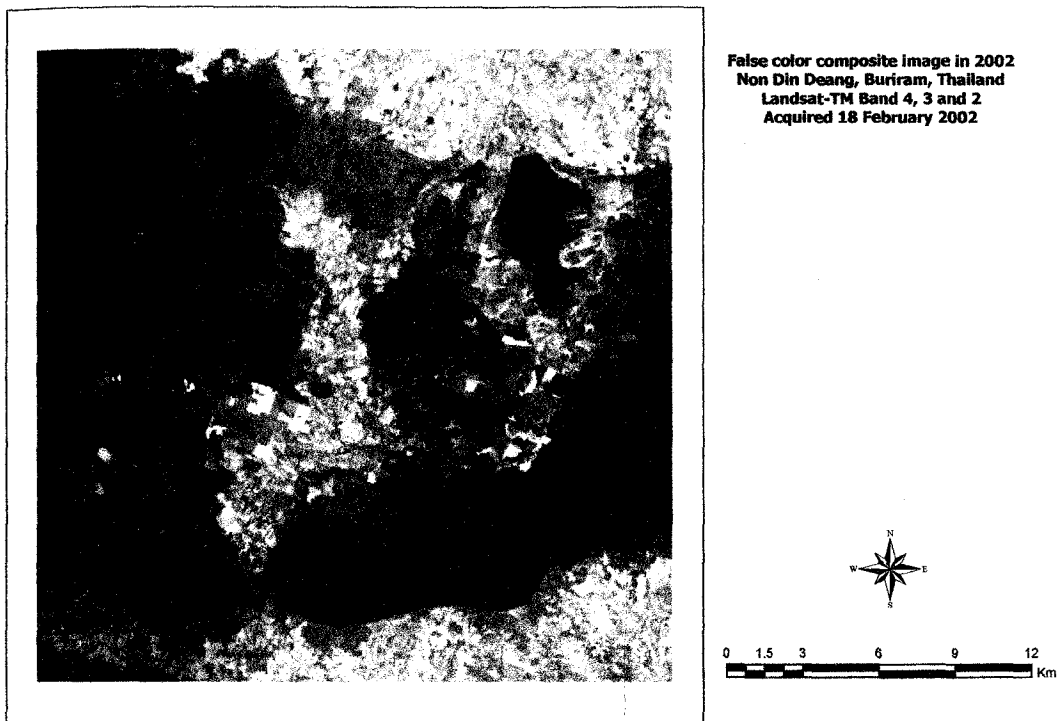 False color composite image in 2002
Non Din Deang, Buriram, Thailand
Landsat-TM Band 4, 3 and 2
Acquired 18 February 2002
N
W E
S
0 1.5 3 6 9 12
Km